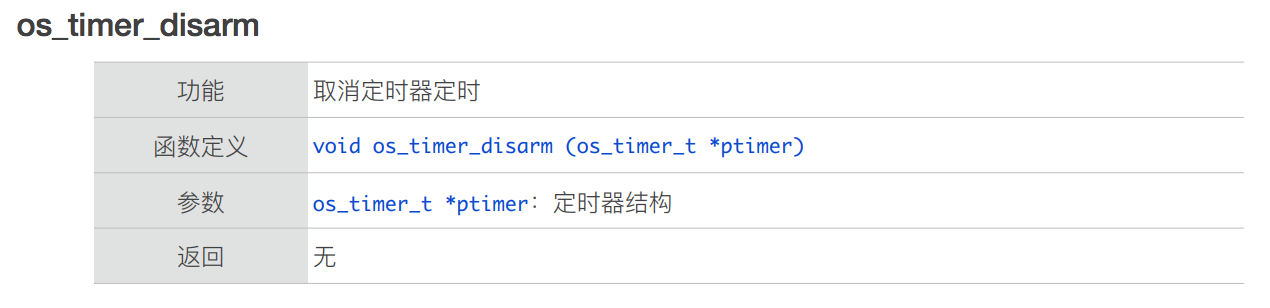 os_timer_disarm
功能 取消定时器定时
函数定义 void os_timer_disarm (os_timer_t *ptimer)
参数 os_timer_t *ptimer：定时器结构
返回 无